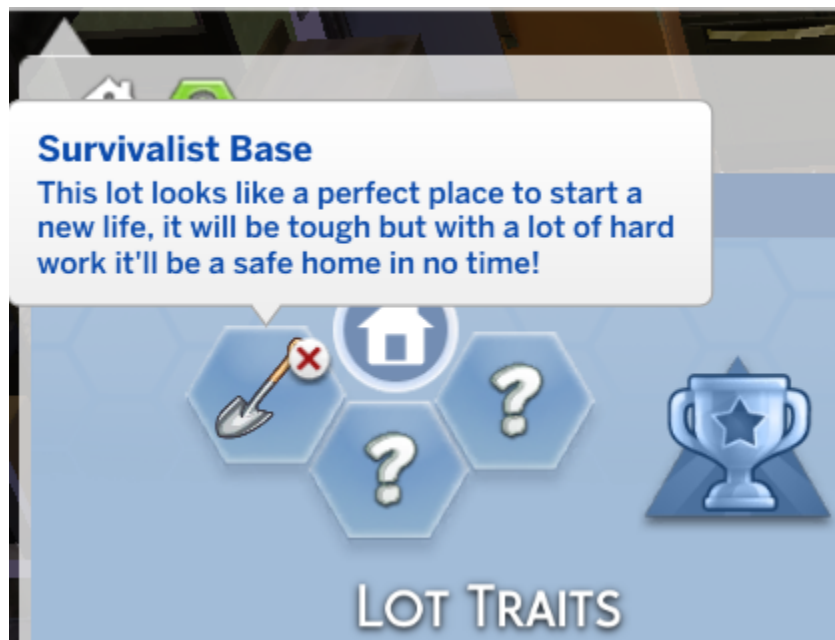 Survivalist Base
This lot looks like a perfect place to start a
new life, it will be tough but with a lot of hard
work it'll be a safe home in no time!
?
?
LOT TRAITS